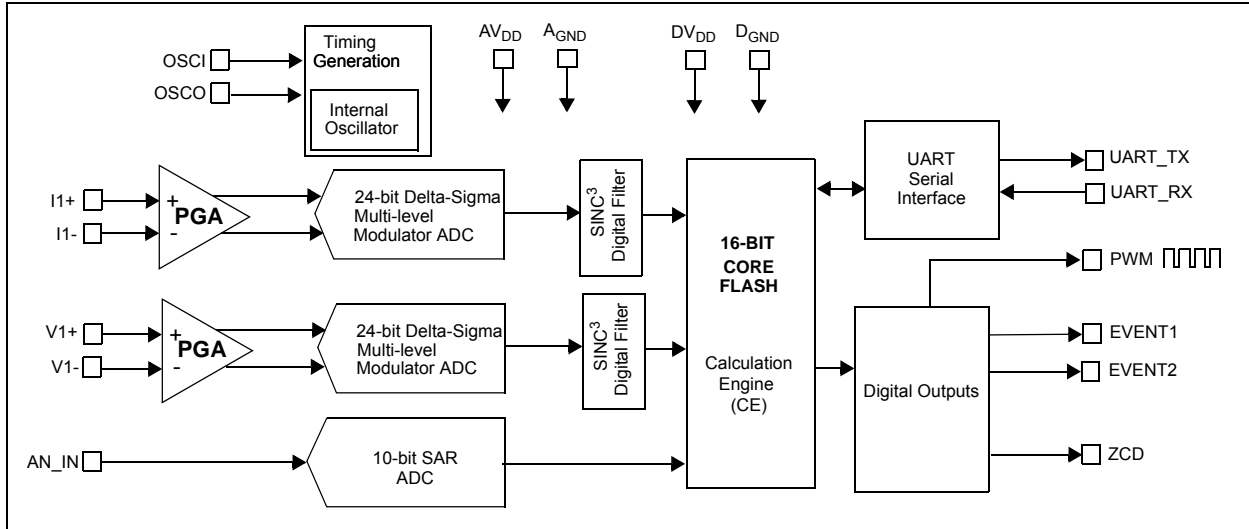 AVDD
AGND
DVDD
DGND
OSCI
OSCO
Timing
Generation
Internal
Oscillator
I1+
I1-
+
-
PGA
24-bit Delta-Sigma
Multi-level
Modulator ADC
SINC3
Digital Filter
V1+
V1-
+
-
PGA
24-bit Delta-Sigma
Multi-level
Modulator ADC
SINC3
Digital Filter
AN_IN
10-bit SAR
ADC
16-BIT
CORE
FLASH
Calculation
Engine
(CE)
UART
Serial
Interface
UART_TX
UART_RX
Digital Outputs
PWM
EVENT1
EVENT2
ZCD